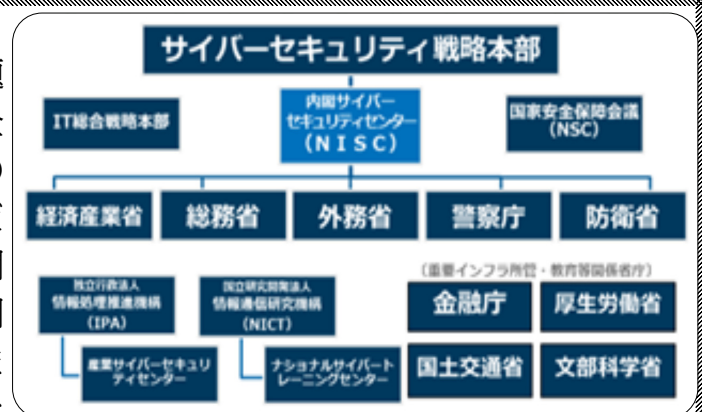 サイバーセキュリティ戦略本部
内閣サイバー
セキュリティセンター
(NISC)
IT総合戦略本部
国家安全保障会議
(NSC)
経済産業省
総務省
外務省
警察庁
防衛省
独立行政法人
情報処理推進機構
(IPA)
国立研究開発法人
情報通信研究機構
(NICT)
産業サイバーセキュリ
ティセンター
ナショナルサイバート
レーニングセンター
(重要インフラ所管・教育等関係省庁)
金融庁
厚生労働省
国土交通省
文部科学省